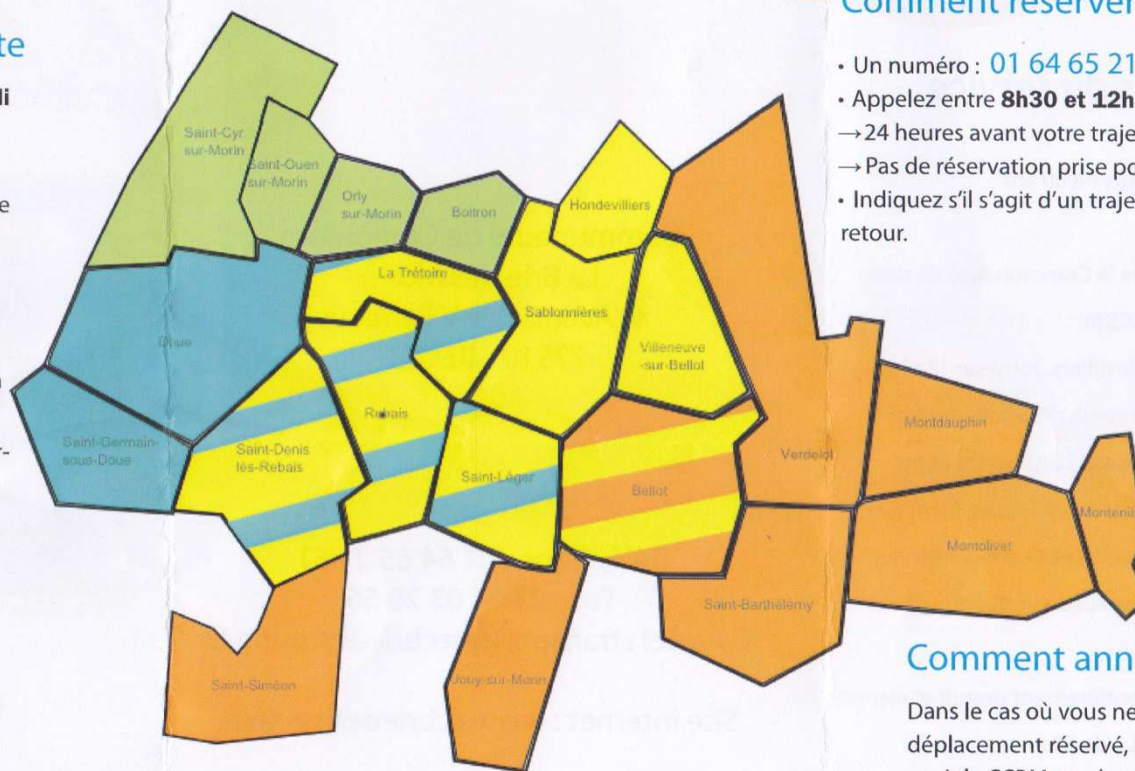 te
di
e
r-
Saint-Cyr
sur-Morin
Saint-Ouen
sur-Morin
Orly
sur-Morin
Boitron
Hondevilliers
La Trétoire
Sablonnières
Doue
Villeneuve
-sur-Bellot
Rebais
Montdauphin
Saint-Germain-
sous-Doue
Saint-Denis
lès-Rebais
Verdelot
Saint-Léger
Bellot
Montolivet
Saint-Barthélémy
Saint-Siméon
Jouy-sur-Morin
Comment réserver
• Un numéro : 01 64 65 21
• Appelez entre 8h30 et 12h
→24 heures avant votre traje
→Pas de réservation prise po
• Indiquez s'il s'agit d'un traje
retour.
Comment ann
Dans le cas où vous ne
déplacement réservé,